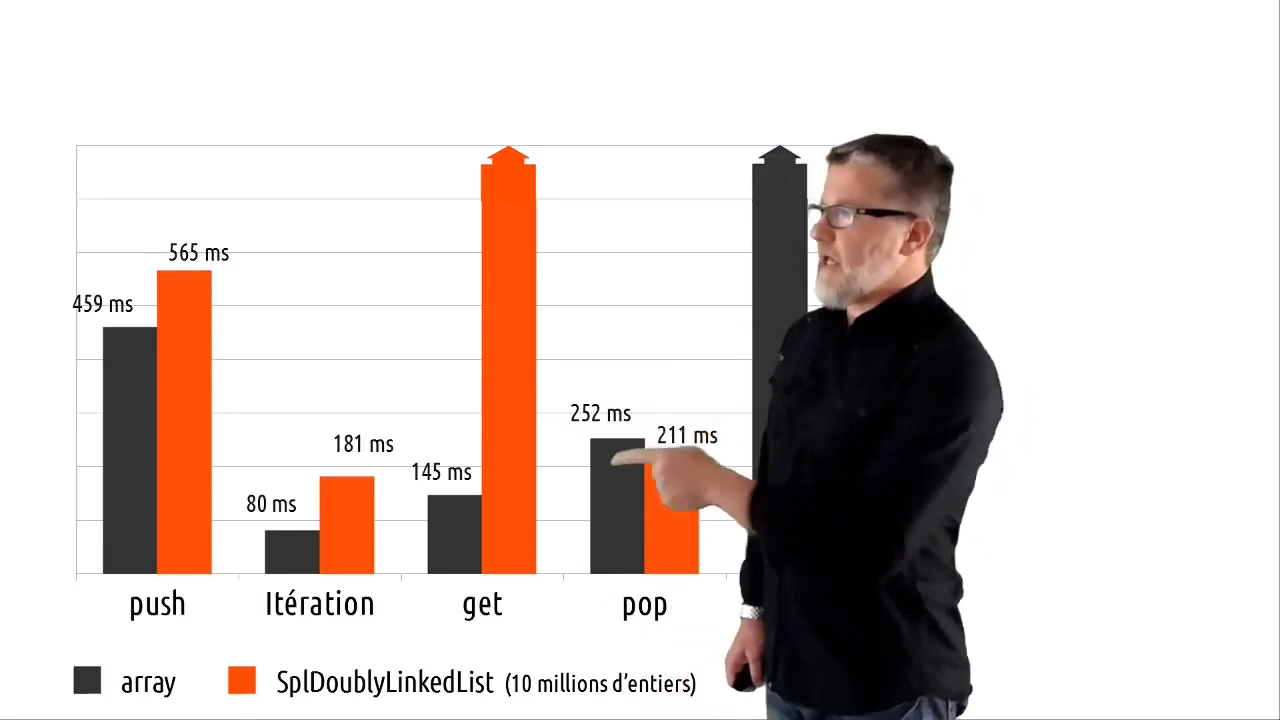 565 ms
459 ms
252 ms
211 ms
181 ms
145 ms
80 ms
push Itération get pop
array SplDoublyLinkedList (10 millions d'entiers)